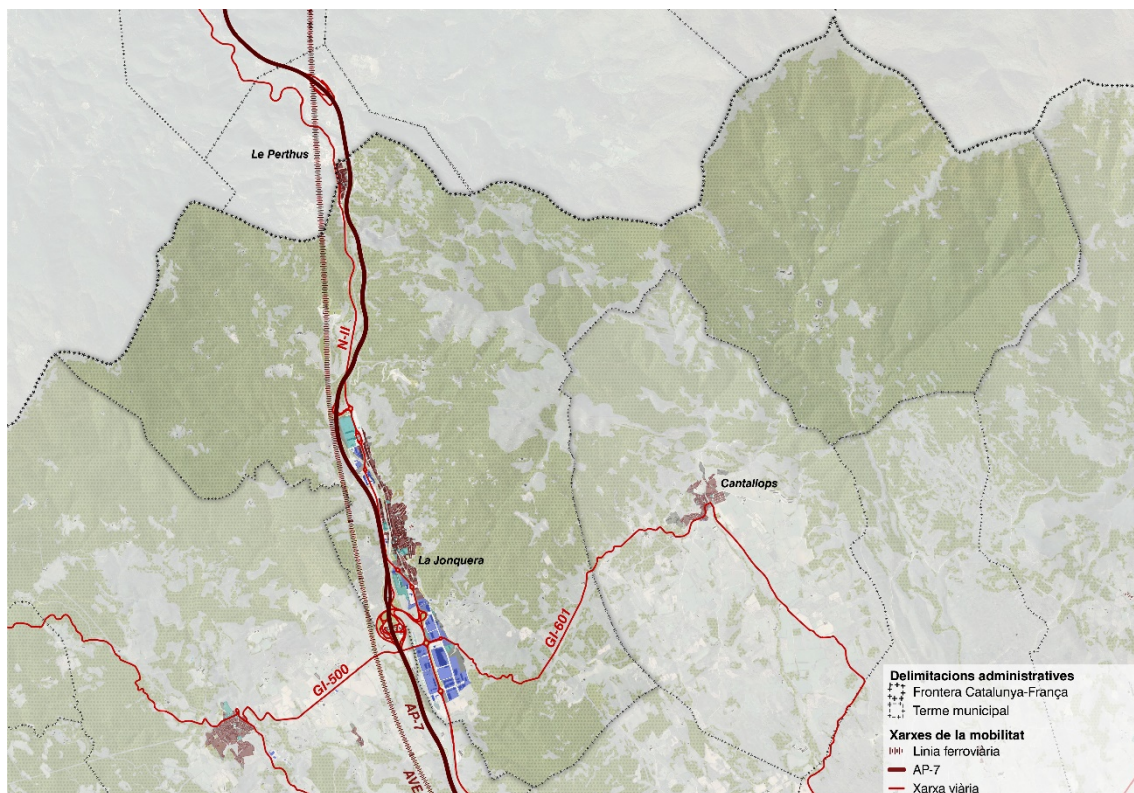 Le Perthus
N-II
Cantallops
La Jonquera
GI-601
GI-500
AP-7
AVE
Delimitacions administratives
Frontera Catalunya-França
Terme municipal
Xarxes de la mobilitat
Linia ferroviària
AP-7
Xarxa viària